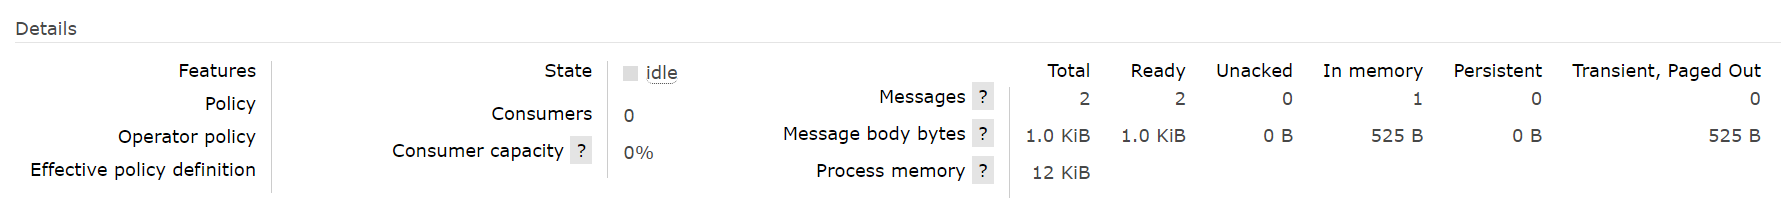 Details
Features
Policy
Operator policy
Effective policy definition
State idle
Consumers 0
Consumer capacity ? 0%
Total Ready Unacked In memory Persistent Transient, Paged Out
Messages ? 2 2 0 1 0 0
Message body bytes ? 1.0 KiB 1.0 KiB 0 B 525 B 0 B 525 B
Process memory ? 12 KiB